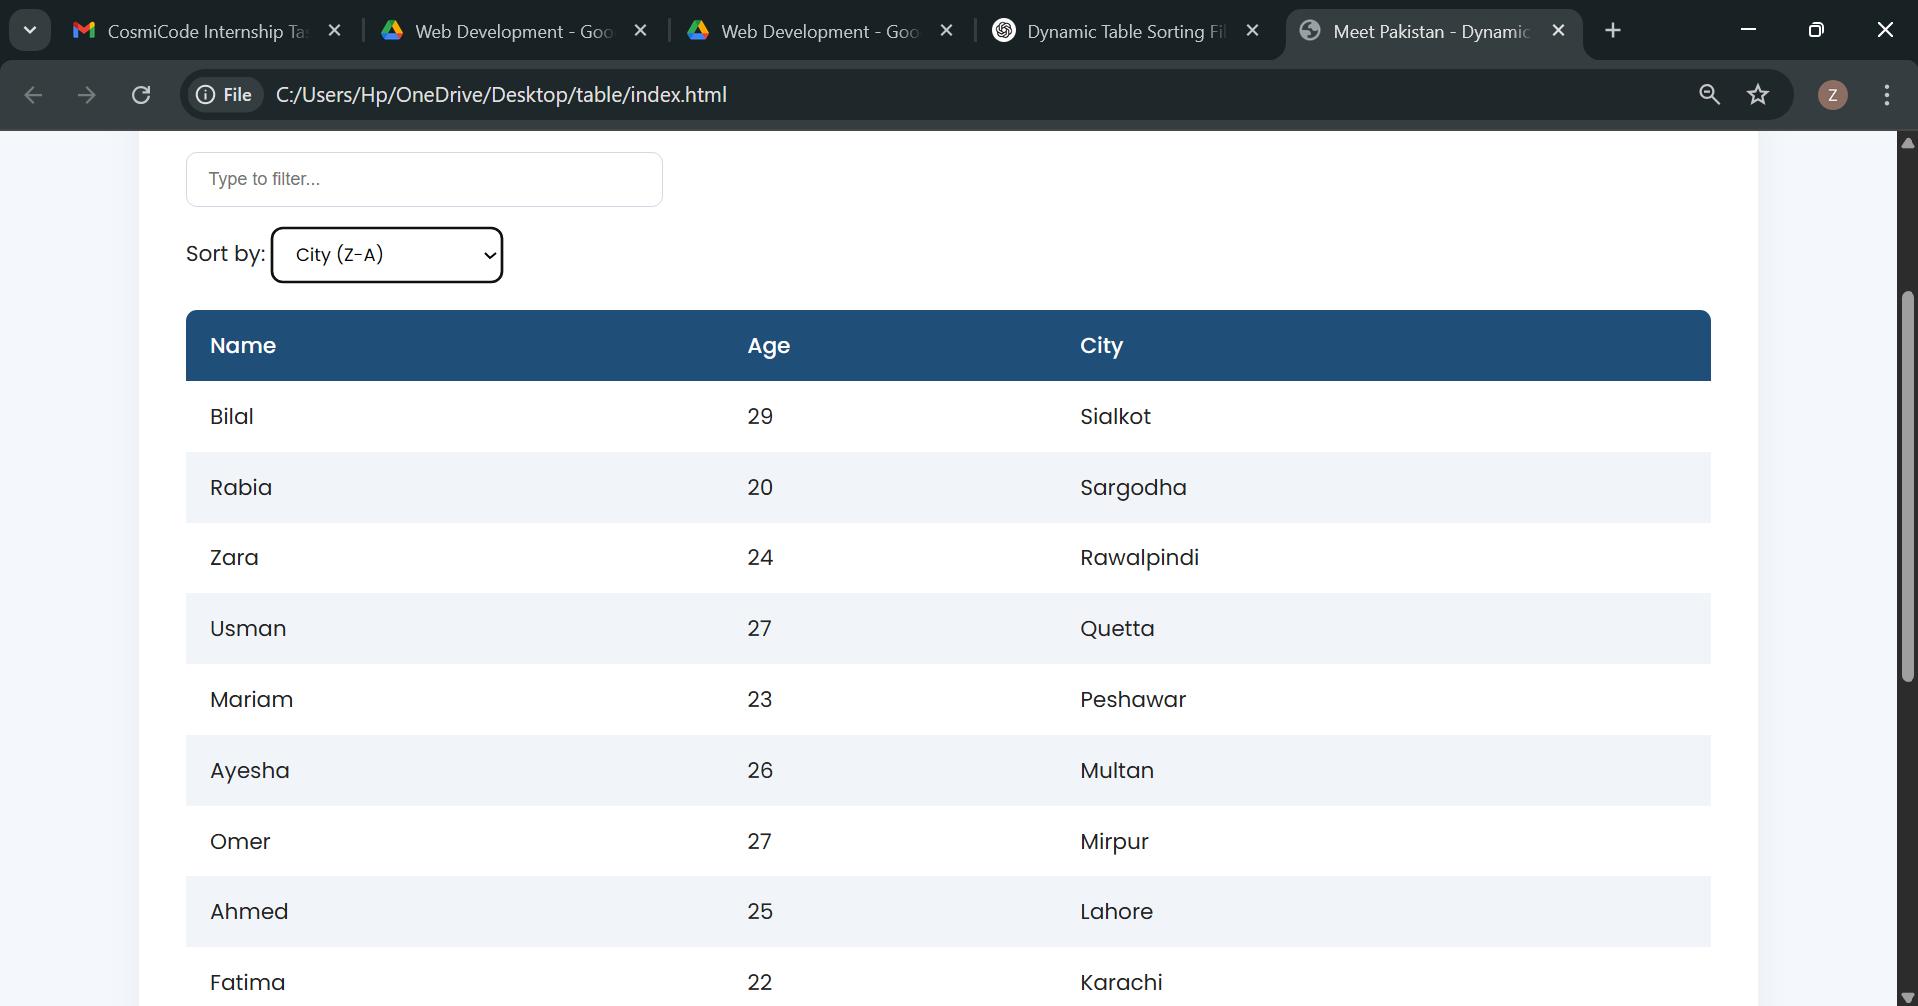 CosmiCode Internship Ta
Web Development - Goo
Web Development - Goo
Dynamic Table Sorting Fil
Meet Pakistan - Dynamic
File
C:/Users/Hp/OneDrive/Desktop/table/index.html
Z
Type to filter...
Sort by: City (Z-A)
Name Age City
Bilal 29 Sialkot
Rabia 20 Sargodha
Zara 24 Rawalpindi
Usman 27 Quetta
Mariam 23 Peshawar
Ayesha 26 Multan
Omer 27 Mirpur
Ahmed 25 Lahore
Fatima 22 Karachi